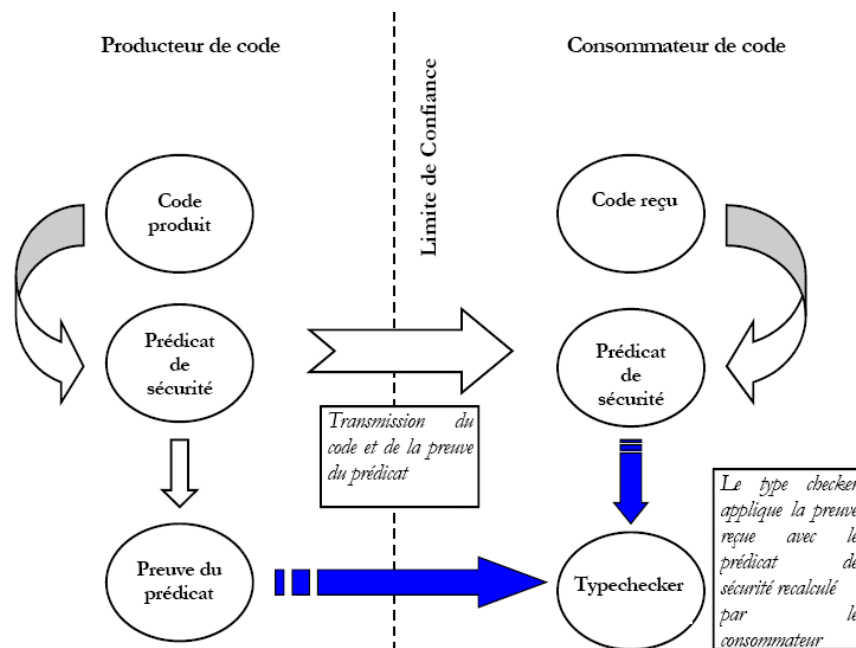 Producteur de code
Consommateur de code
Limite de Confiance
Code
produit
Code reçu
Prédicat
de
sécurité
Prédicat
de
sécurité
Transmission du
code et de la preuve
du prédicat
Preuve du
prédicat
Typechecker
Le type checker
applique la preuve
reçue avec le
prédicat de
sécurité recalculé
par le
consommateur